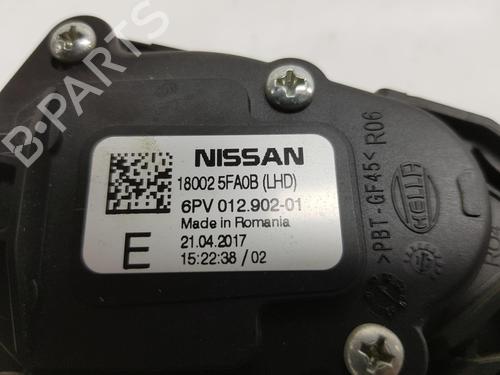 B-PARTS
NISSAN
18002 5FA0B (LHD)
6PV 012.902-01
Made in Romania
21.04.2017
E
15:22:38 / 02
>PBT-GF45< R06
HELLA